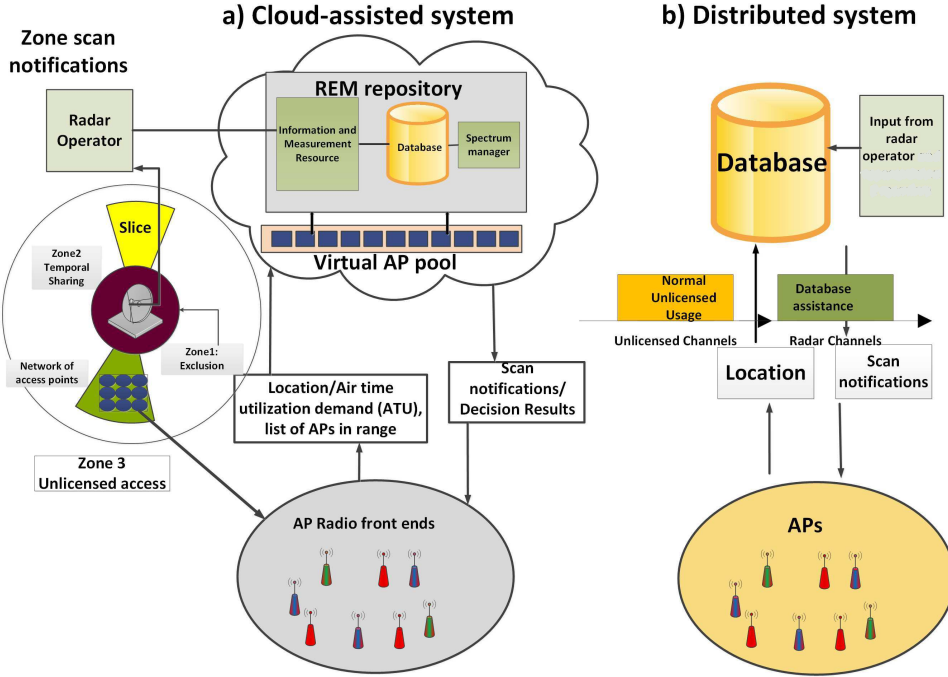 a) Cloud-assisted system
b) Distributed system
Zone scan
notifications
Radar
Operator
REM repository
Information and
Measurement
Resource
Database
Spectrum
manager
Virtual AP pool
Slice
Zone2
Temporal
Sharing
Zone1:
Exclusion
Network of
access points
Zone 3
Unlicensed access
Location/Air time
utilization demand (ATU),
list of APs in range
Scan
notifications/
Decision Results
AP Radio front ends
Database
Input from
radar
operator
Normal
Unlicensed
Usage
Database
assistance
Unlicensed Channels
Radar Channels
Location
Scan
notifications
APs